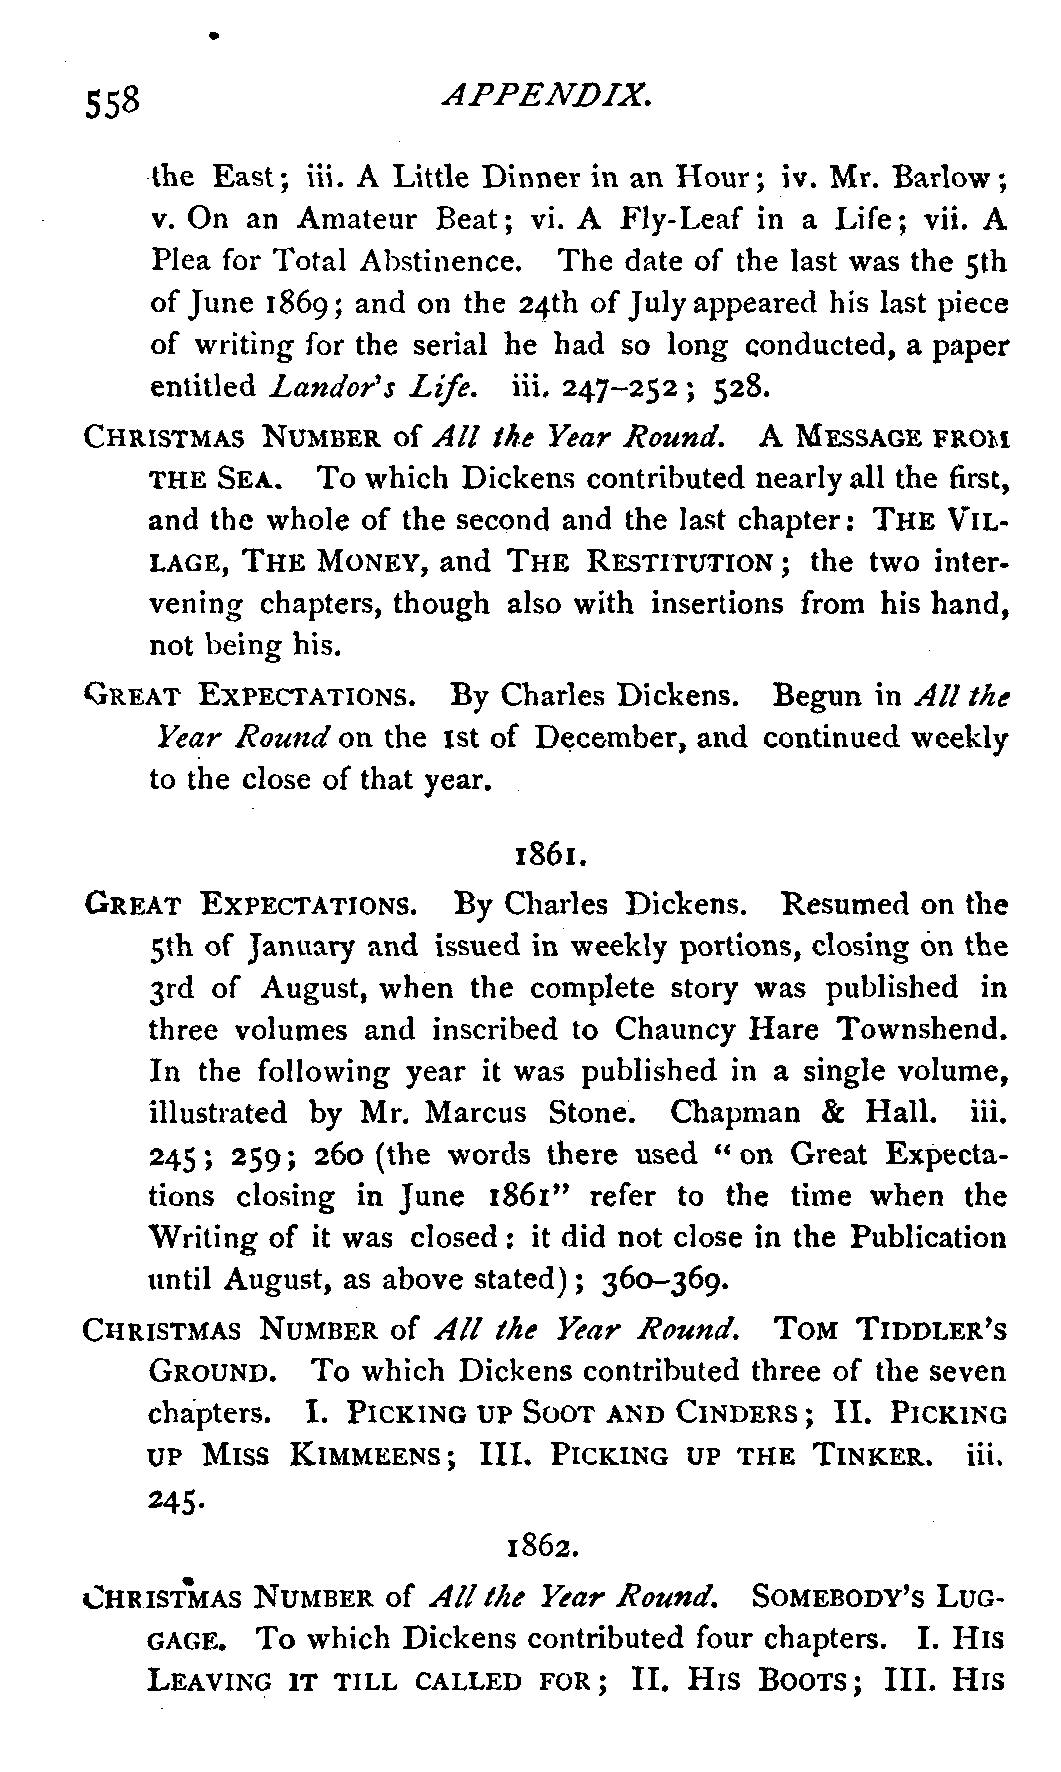 558 APPENDIX.
the East; iii. A Little Dinner in an Hour; iv. Mr. Barlow;
v. On an Amateur Beat; vi. A Fly-Leaf in a Life; vii. A
Plea for Total Abstinence. The date of the last was the 5th
of June 1869; and on the 24th of July appeared his last piece
of writing for the serial he had so long conducted, a paper
entitled Landor's Life. iii. 247–252; 528.
CHRISTMAS NUMBER of All the Year Round. A MESSAGE FROM
THE SEA. To which Dickens contributed nearly all the first,
and the whole of the second and the last chapter: THE VIL-
LAGE, THE MONEY, and THE RESTITUTION; the two inter-
vening chapters, though also with insertions from his hand,
not being his.
GREAT EXPECTATIONS. By Charles Dickens. Begun in All the
Year Round on the 1st of December, and continued weekly
to the close of that year.
1861.
GREAT EXPECTATIONS. By Charles Dickens. Resumed on the
5th of January and issued in weekly portions, closing on the
3rd of August, when the complete story was published in
three volumes and inscribed to Chauncy Hare Townshend.
In the following year it was published in a single volume,
illustrated by Mr. Marcus Stone. Chapman & Hall. iii.
245; 259; 260 (the words there used "on Great Expecta-
tions closing in June 1861" refer to the time when the
Writing of it was closed: it did not close in the Publication
until August, as above stated); 360–369.
CHRISTMAS NUMBER of All the Year Round. TOM TIDDLER'S
GROUND. To which Dickens contributed three of the seven
chapters. I. PICKING UP SOOT AND CINDERS; II. PICKING
UP MISS KIMMEENS; III. PICKING UP THE TINKER. iii.
245.
1862.
CHRISTMAS NUMBER of All the Year Round. SOMEBODY'S LUG-
GAGE. To which Dickens contributed four chapters. I. HIS
LEAVING IT TILL CALLED FOR; II. HIS BOOTS; III. HIS